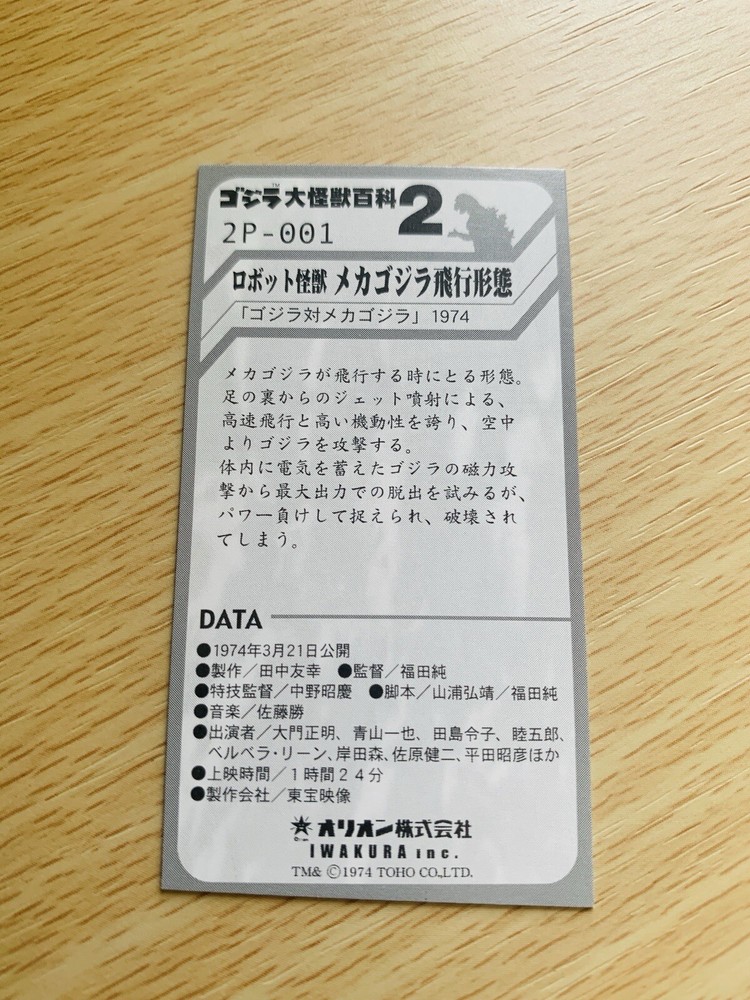 ゴジラ™大怪獣百科2
2P-001
ロボット怪獣 メカゴジラ飛行形態
「ゴジラ対メカゴジラ」1974
メカゴジラが飛行する時にとる形態。
足の裏からのジェット噴射による、
高速飛行と高い機動性を誇り、空中
よりゴジラを攻撃する。
体内に電気を蓄えたゴジラの磁力攻
撃から最大出力での脱出を試みるが、
パワー負けして捉えられ、破壊され
てしまう。
DATA
●1974年3月21日公開
●製作/田中友幸 ●監督/福田純
●特技監督/中野昭慶 ●脚本/山浦弘靖/福田純
●音楽/佐藤勝
●出演者/大門正明、青山一也、田島令子、睦五郎、
ベルベラ・リーン、岸田森、佐原健二、平田昭彦ほか
●上映時間/1時間24分
●製作会社/東宝映像
オリオン株式会社
IWAKURA inc.
TM& ©1974 TOHO CO.,LTD.